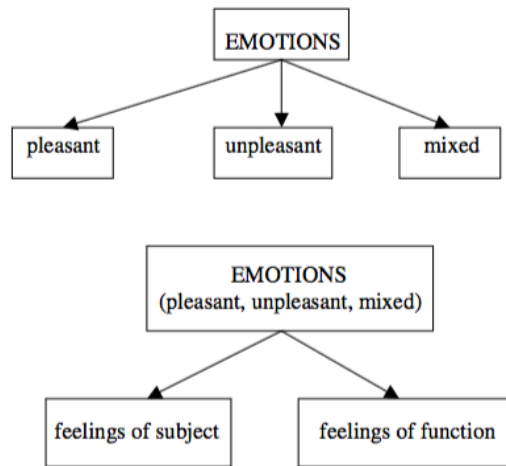 EMOTIONS
pleasant
unpleasant
mixed
EMOTIONS
(pleasant, unpleasant, mixed)
feelings of subject
feelings of function